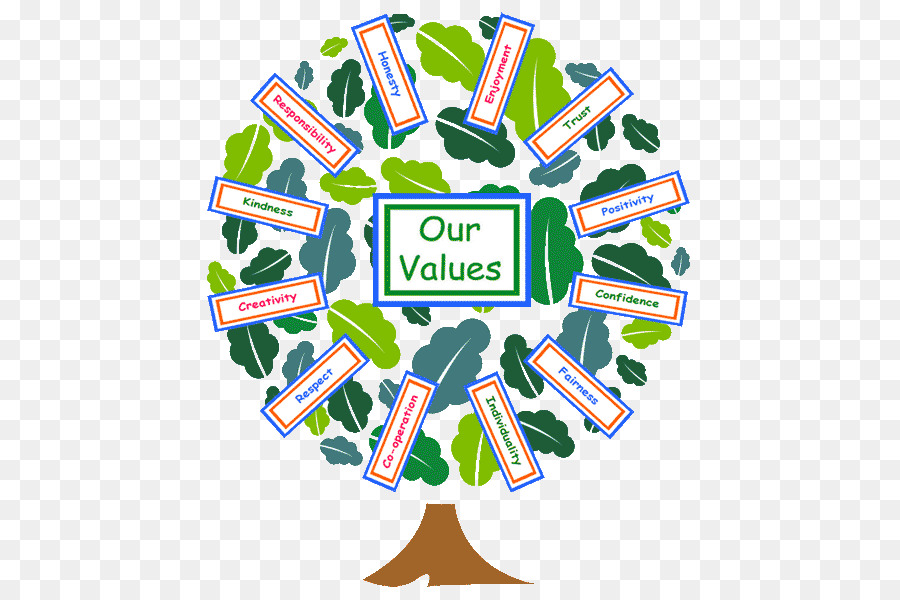 Our
Values
Honesty
Enjoyment
Trust
Positivity
Confidence
Fairness
Individuality
Co-operation
Respect
Creativity
Kindness
Responsibility